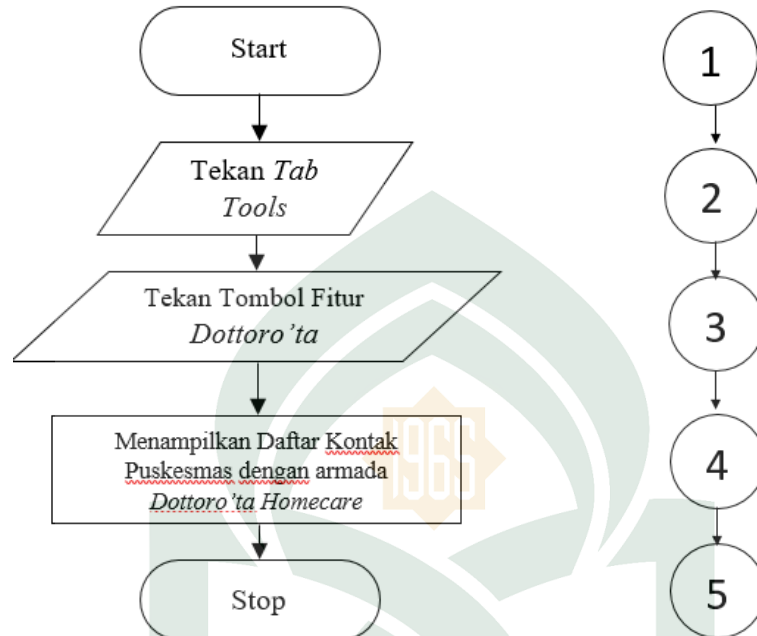 Start
1
Tekan Tab
Tools
2
Tekan Tombol Fitur
Dottoro’ta
3
Menampilkan Daftar Kontak
Puskesmas dengan armada
Dottoro’ta Homecare
1965
4
Stop
5